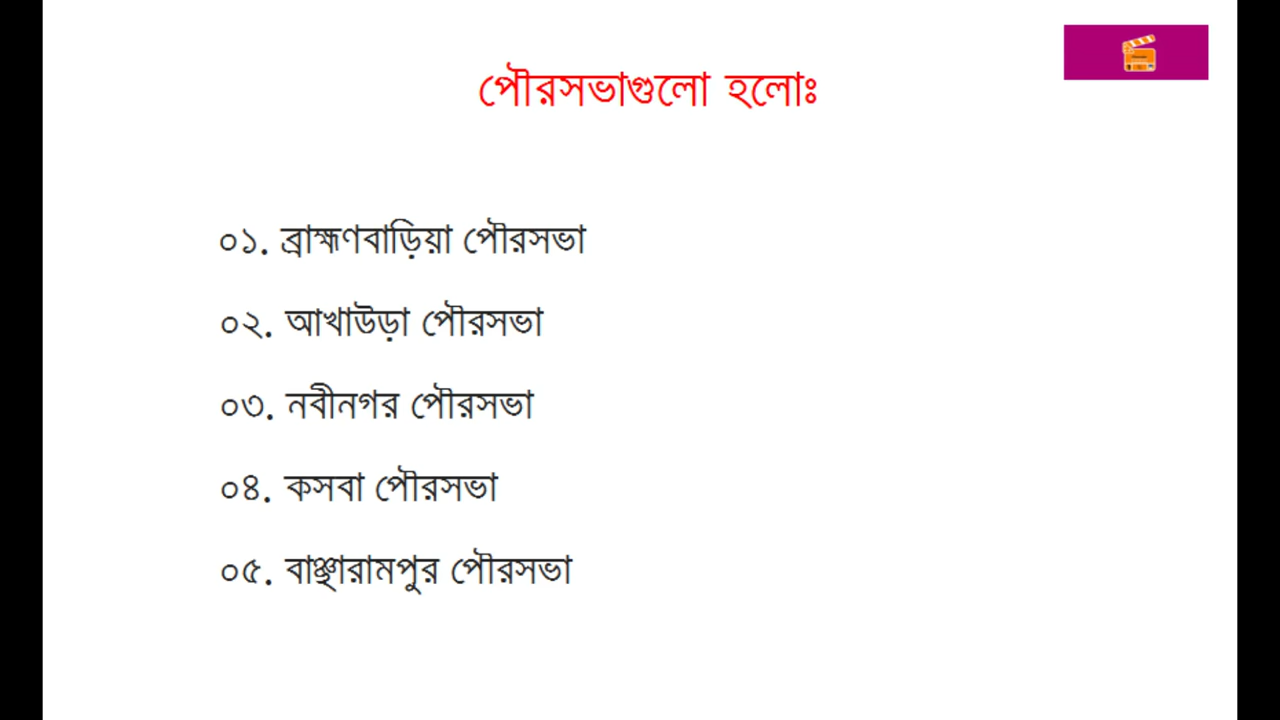 পৌরসভাগুলো হলোঃ
০১. ব্রাহ্মণবাড়িয়া পৌরসভা
০২. আখাউড়া পৌরসভা
০৩. নবীনগর পৌরসভা
০৪. কসবা পৌরসভা
০৫. বাঞ্ছারামপুর পৌরসভা